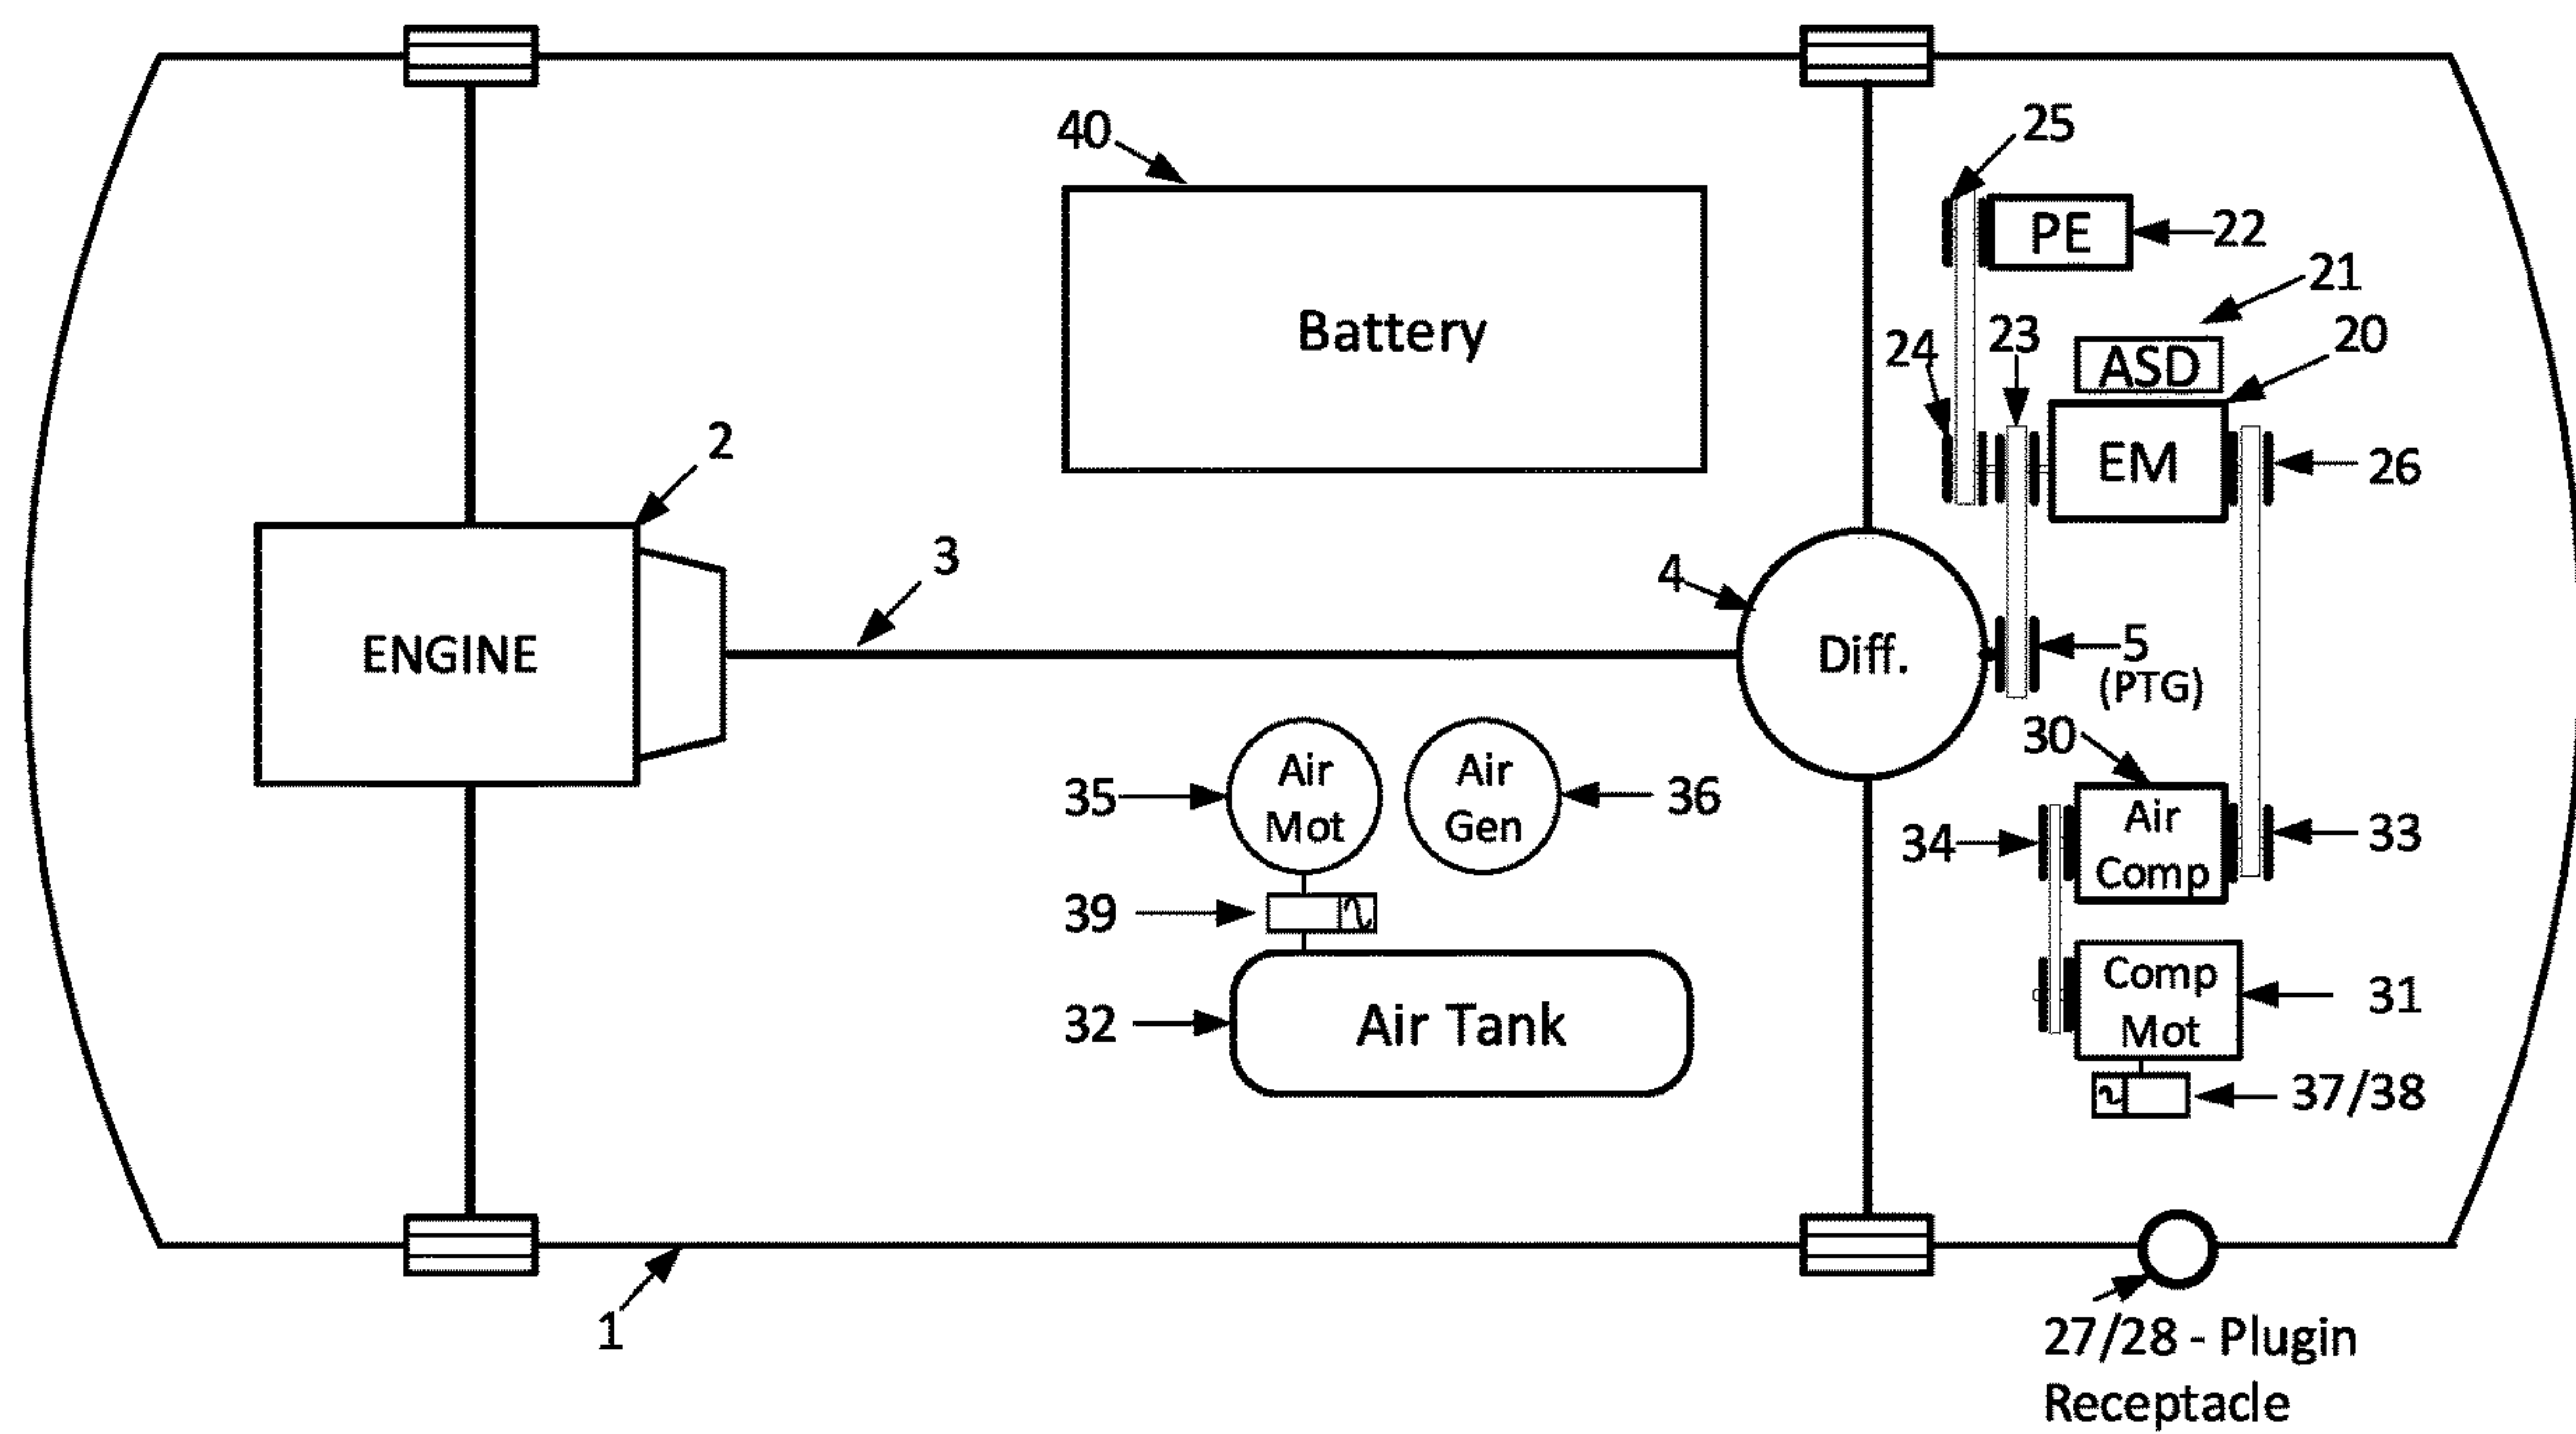 40
25
PE
22
21
Battery
24
23
ASD
20
2
EM
26
3
4
ENGINE
Diff.
5
(PTG)
30
35
Air
Mot
Air
Gen
36
34
Air
Comp
33
39
32
Air Tank
Comp
Mot
31
37/38
1
27/28 - Plugin
Receptacle